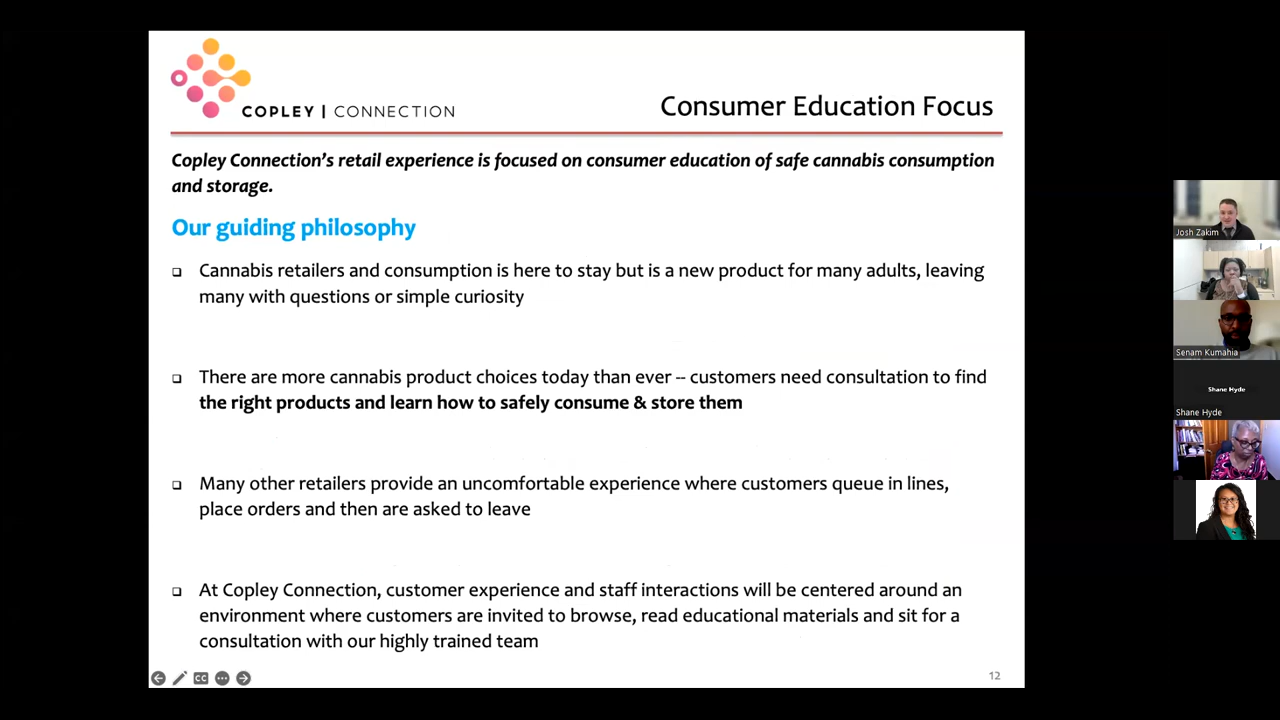 COPLEY | CONNECTION
Consumer Education Focus
Copley Connection's retail experience is focused on consumer education of safe cannabis consumption
and storage.
Our guiding philosophy
Cannabis retailers and consumption is here to stay but is a new product for many adults, leaving
many with questions or simple curiosity
There are more cannabis product choices today than ever -- customers need consultation to find
the right products and learn how to safely consume & store them
Many other retailers provide an uncomfortable experience where customers queue in lines,
place orders and then are asked to leave
At Copley Connection, customer experience and staff interactions will be centered around an
environment where customers are invited to browse, read educational materials and sit for a
consultation with our highly trained team
CC
12
Josh Zakim
Senam Kumahia
Shane Hyde
Shane Hyde